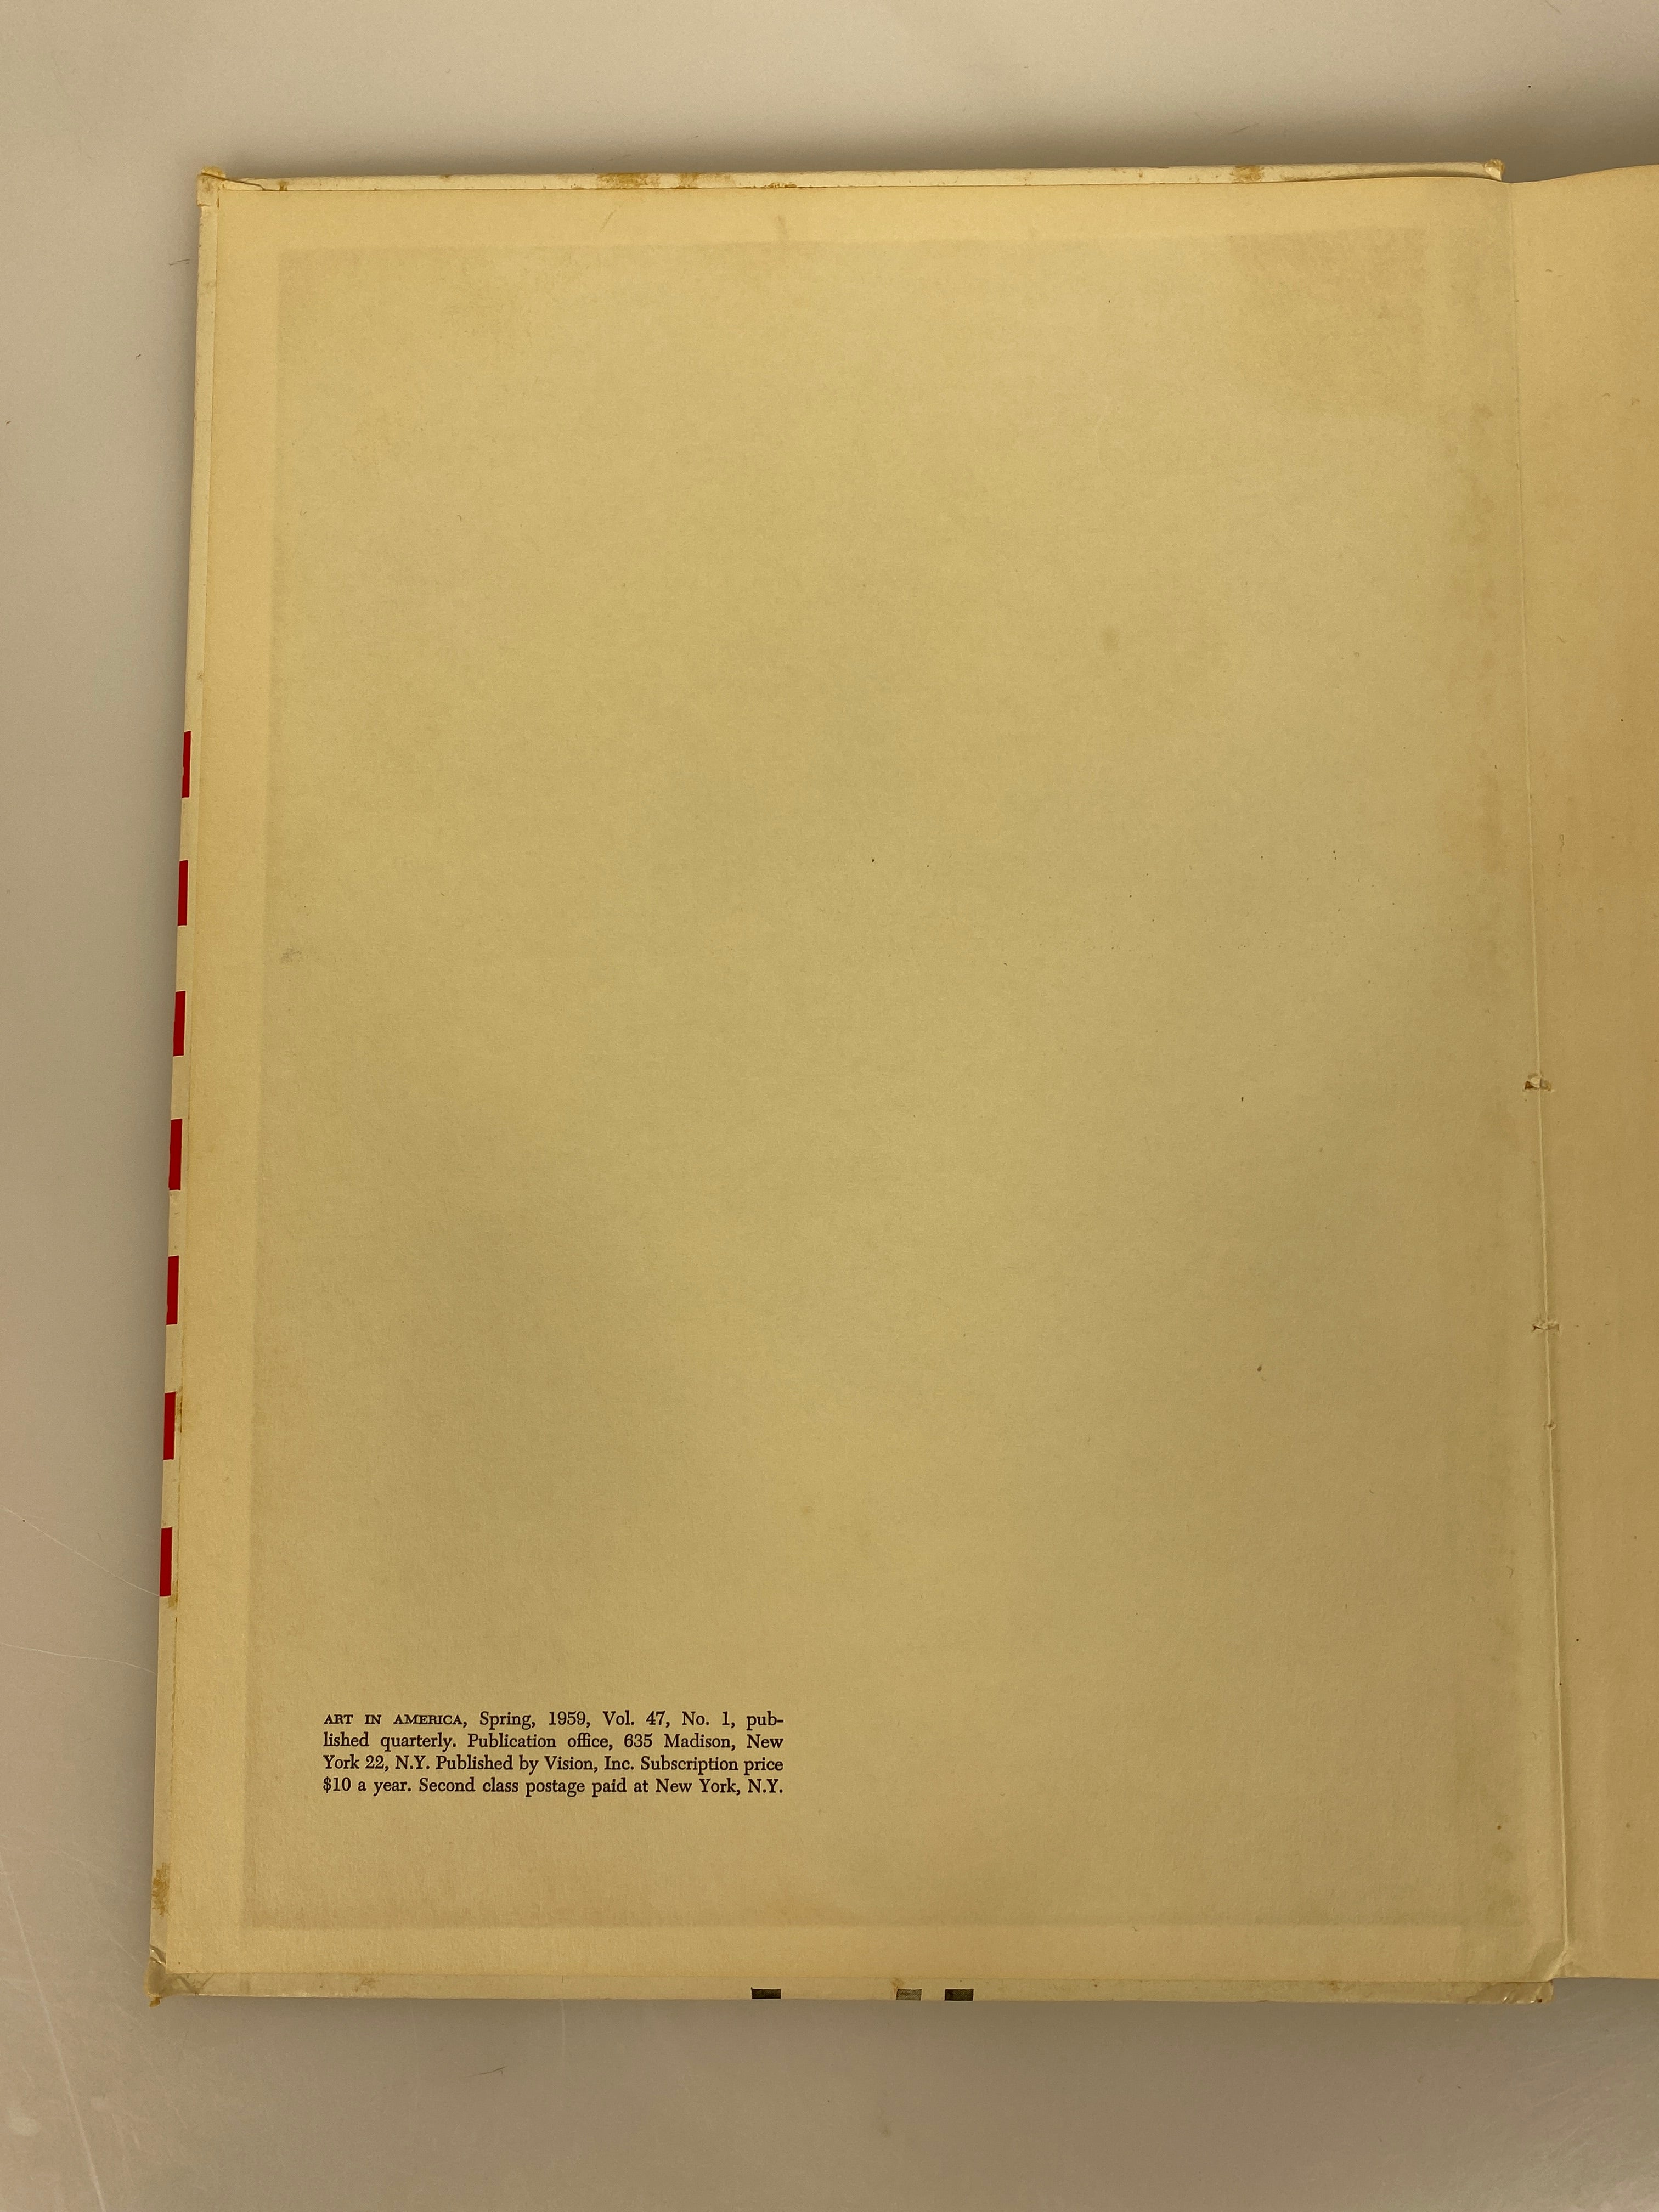 ART IN AMERICA, Spring, 1959, Vol. 47, No. 1, pub-
lished quarterly. Publication office, 635 Madison, New
York 22, N.Y. Published by Vision, Inc. Subscription price
$10 a year. Second class postage paid at New York, N.Y.